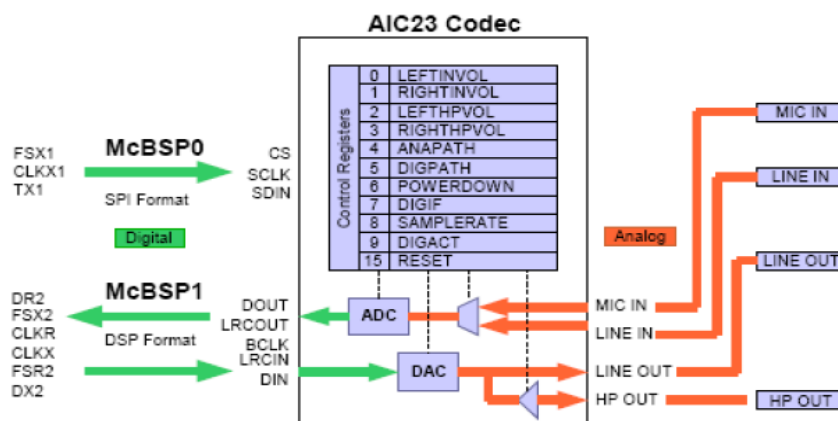 AIC23 Codec
Control Registers
0 LEFTINVOL
1 RIGHTINVOL
2 LEFTHPVOL
3 RIGHTHPVOL
4 ANAPATH
5 DIGPATH
6 POWERDOWN
7 DIGIF
8 SAMPLERATE
9 DIGACT
15 RESET
McBSP0
FSX1
CLKX1
TX1
SPI Format
CS
SCLK
SDIN
Digital
Analog
McBSP1
DR2
FSX2
CLKR
CLKX
FSR2
DX2
DSP Format
DOUT
LRCOUT
BCLK
LRCIN
DIN
ADC
DAC
MIC IN
LINE IN
LINE OUT
HP OUT
MIC IN
LINE IN
LINE OUT
HP OUT